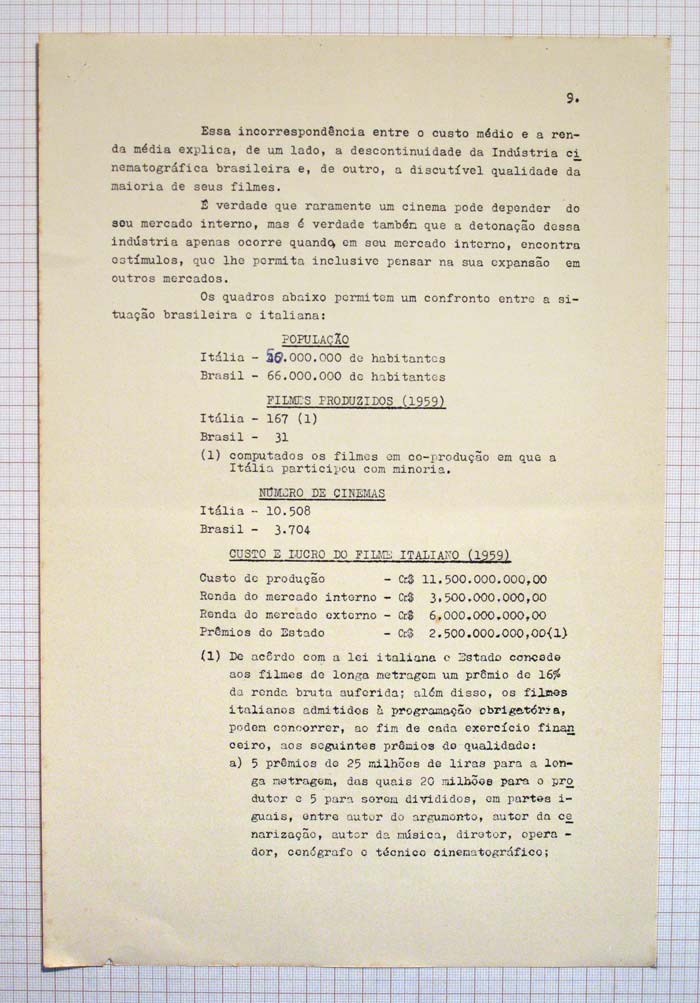 9.
Essa incorrespondência entre o custo médio e a ren-
da média explica, de um lado, a descontinuidade da Indústria ci
nematográfica brasileira e, de outro, a discutível qualidade da
maioria de seus filmes.
É verdade que raramente um cinema pode depender do
seu mercado interno, mas é verdade também que a detonação dessa
indústria apenas ocorre quando, em seu mercado interno, encontra
estímulos, que lhe permita inclusive pensar na sua expansão em
outros mercados.
Os quadros abaixo permitem um confronto entre a si-
tuação brasileira e italiana:
POPULAÇÃO
Itália - .000.000 de habitantes
Brasil - 66.000.000 de habitantes
FILMES PRODUZIDOS (1959)
Itália - 167 (1)
Brasil - 31
(1) computados os filmes em co-produção em que a
Itália participou com minoria.
NÚMERO DE CINEMAS
Itália - 10.508
Brasil - 3.704
CUSTO E LUCRO DO FILME ITALIANO (1959)
Custo de produção - Cr$ 11.500.000.000,00
Renda do mercado interno - Cr$ 3.500.000.000,00
Renda do mercado externo - Cr$ 6.000.000.000,00
Prêmios do Estado - Cr$ 2.500.000.000,00(1)
(1) De acêrdo com a lei italiana o Estado concede
aos filmes de longa metragem um prêmio de 16%
da renda bruta auferida; além disso, os filmes
italianos admitidos à programação obrigatória,
podem concorrer, ao fim de cada exercício finan
ceiro, aos seguintes prêmios de qualidade:
a) 5 prêmios de 25 milhões de liras para a lon-
ga metragem, das quais 20 milhões para o pro
dutor e 5 para serem divididos, em partes i-
guais, entre autor do argumento, autor da ce
narização, autor da música, diretor, opera -
dor, cenógrafo e técnico cinematográfico;